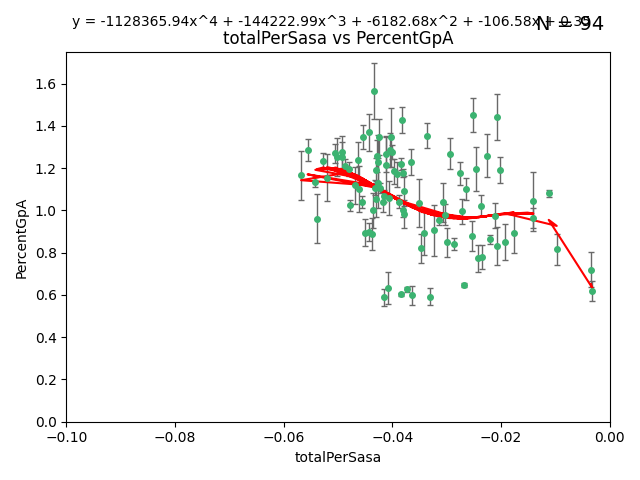 y = -1128365.94x^4 + -144222.99x^3 + -6182.68x^2 + -106.58x + 0.39
N = 94
totalPerSasa vs PercentGpA
PercentGpA
1.6
1.4
1.2
1.0
0.8
0.6
0.4
0.2
0.0
−0.10 −0.08 −0.06 −0.04 −0.02 0.00
totalPerSasa